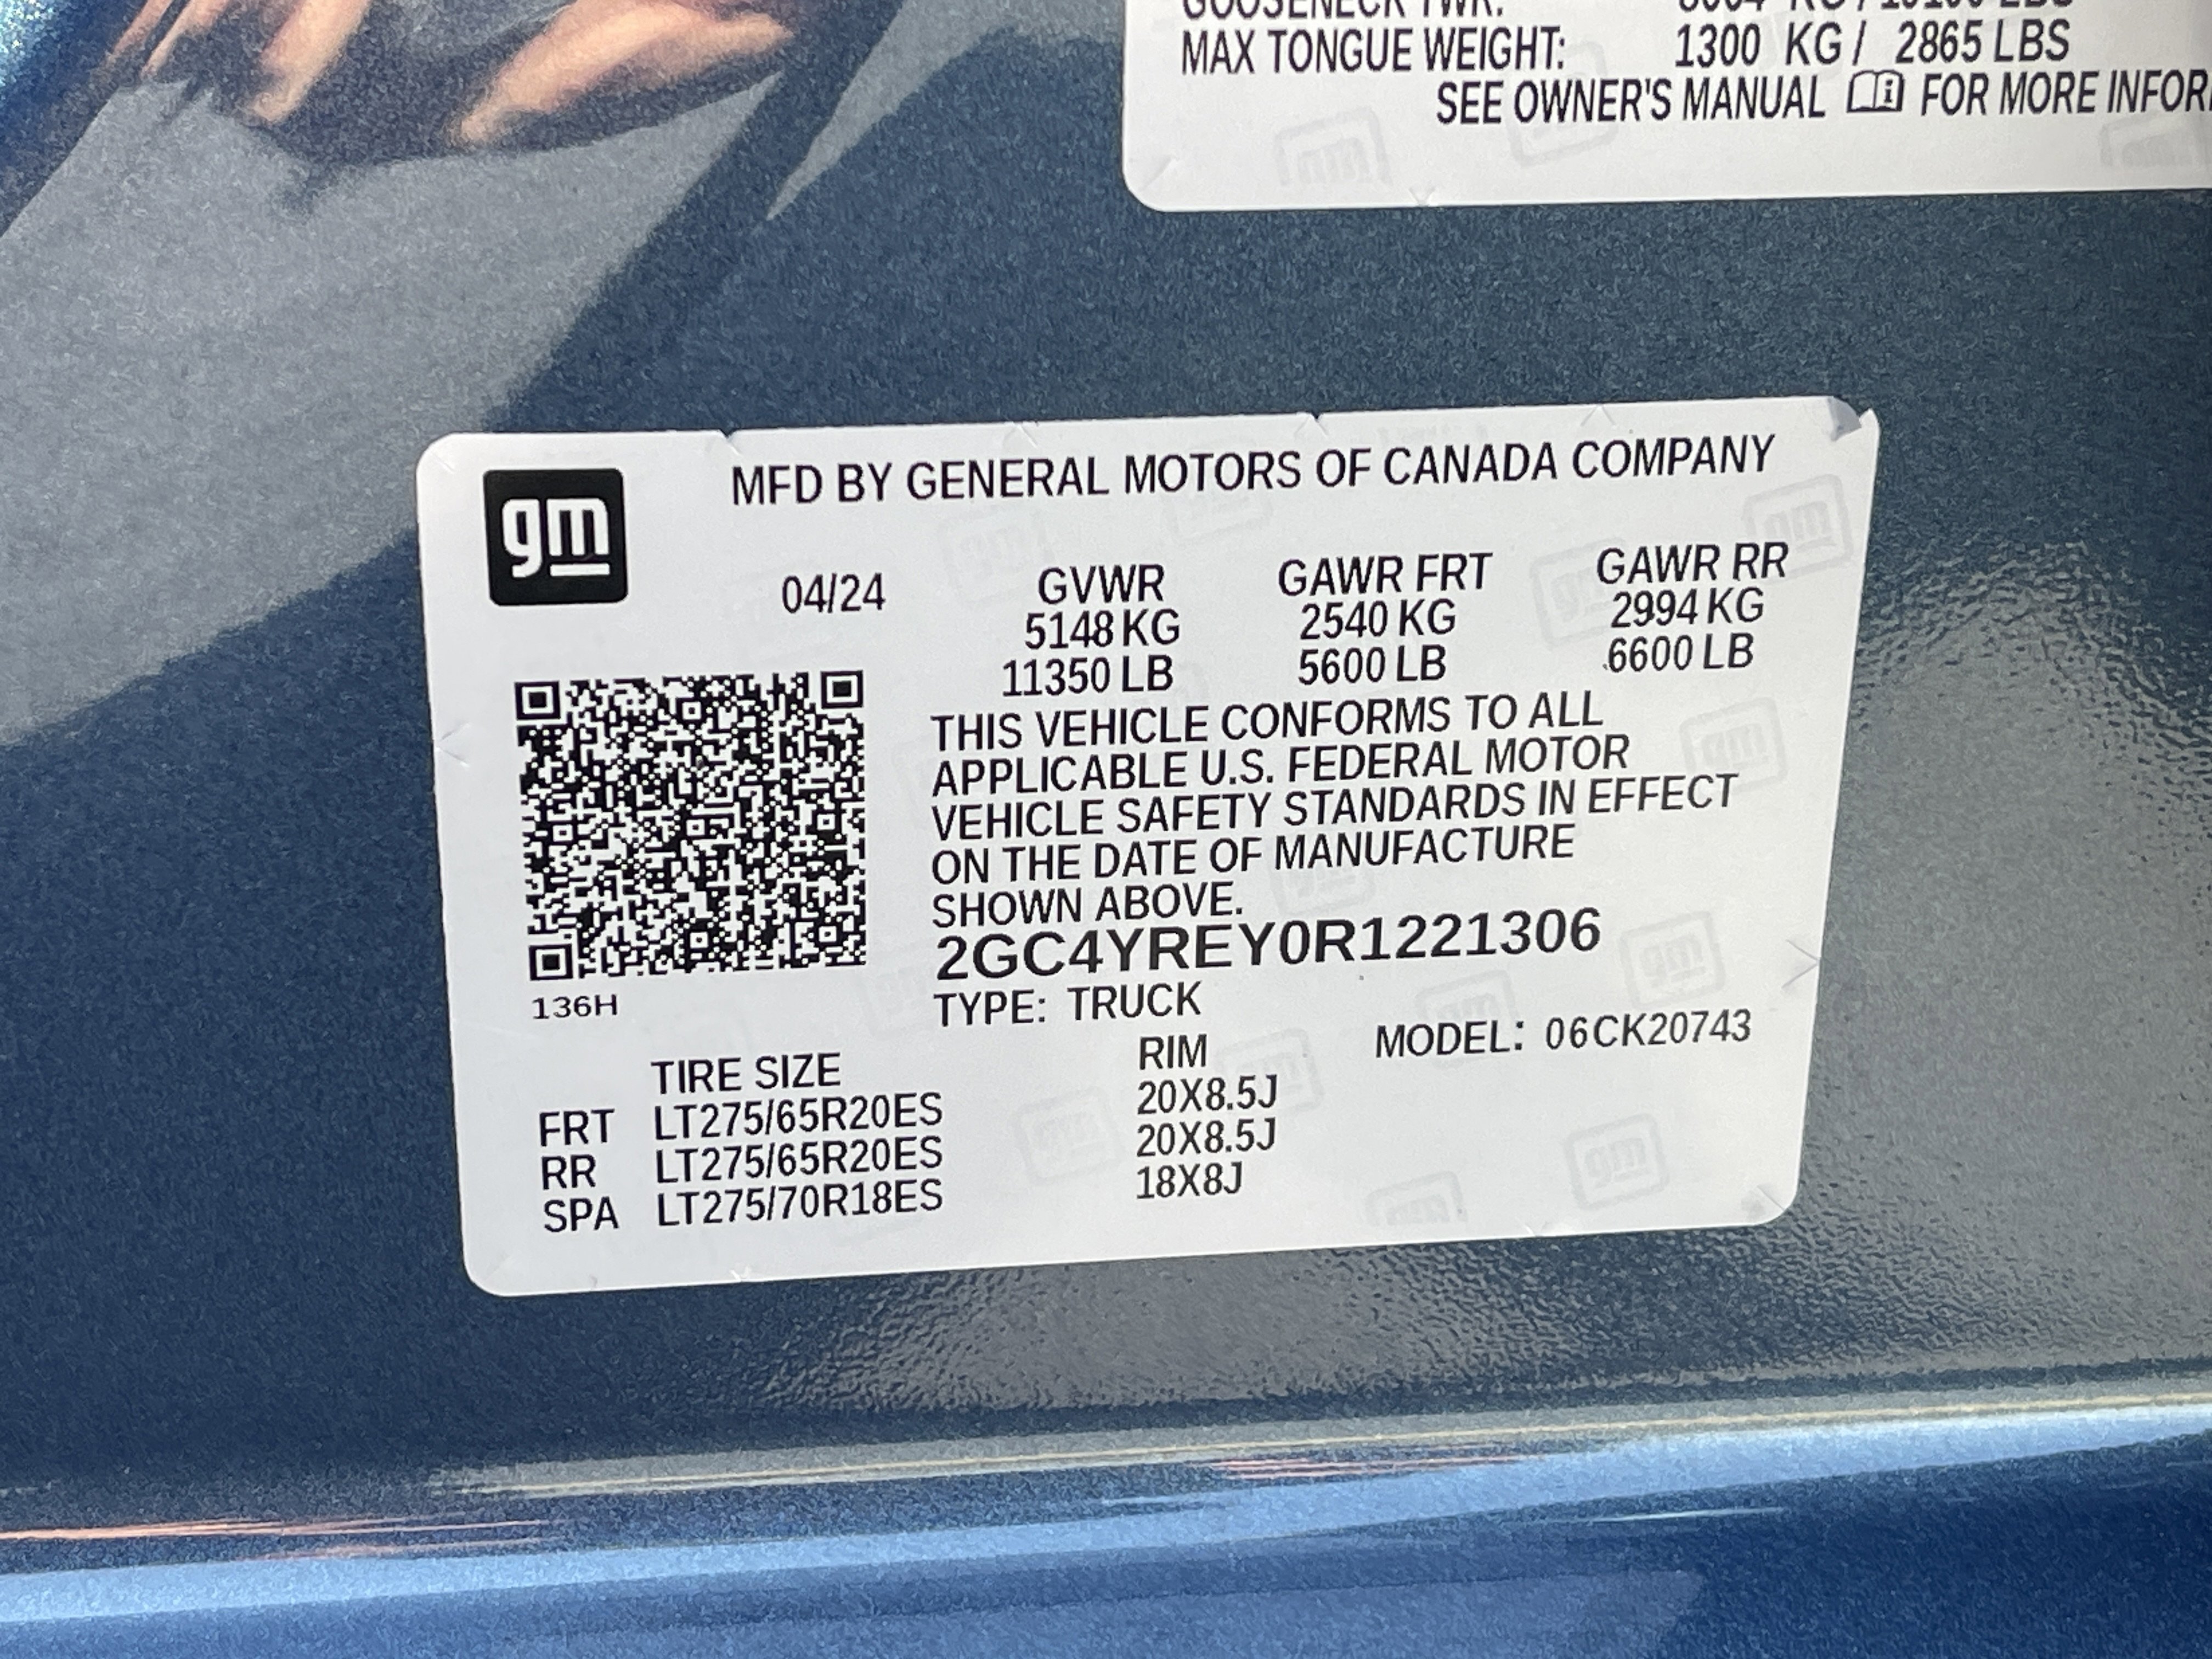 GOOSENECK TWR:
MAX TONGUE WEIGHT: 1300 KG / 2865 LBS
SEE OWNER'S MANUAL FOR MORE
gm
MFD BY GENERAL MOTORS OF CANADA COMPANY
04/24 GVWR GAWR FRT GAWR RR
5148 KG 2540 KG 2994 KG
11350 LB 5600 LB 6600 LB
THIS VEHICLE CONFORMS TO ALL
APPLICABLE U.S. FEDERAL MOTOR
VEHICLE SAFETY STANDARDS IN EFFECT
ON THE DATE OF MANUFACTURE
SHOWN ABOVE.
2GC4YREY0R1221306
136H
TYPE: TRUCK
MODEL: 06CK20743
TIRE SIZE RIM
FRT LT275/65R20ES 20X8.5J
RR LT275/65R20ES 20X8.5J
SPA LT275/70R18ES 18X8J